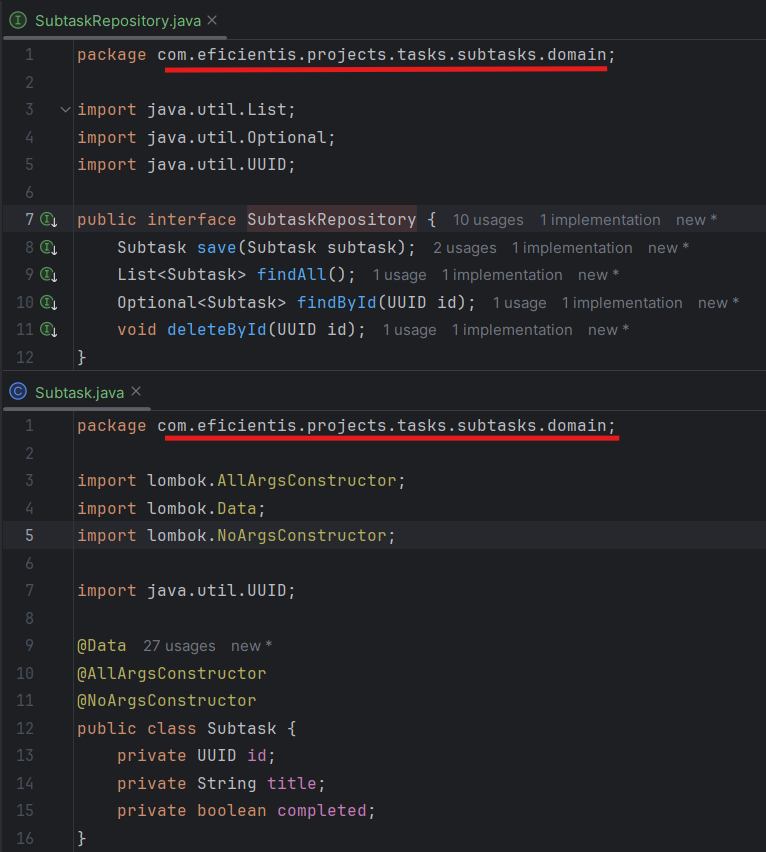 SubtaskRepository.java
1 package com.eficientis.projects.tasks.subtasks.domain;
2
3 import java.util.List;
4 import java.util.Optional;
5 import java.util.UUID;
6
7 public interface SubtaskRepository { 10 usages 1 implementation new *
8 Subtask save(Subtask subtask); 2 usages 1 implementation new *
9 List<Subtask> findAll(); 1 usage 1 implementation new *
10 Optional<Subtask> findById(UUID id); 1 usage 1 implementation new *
11 void deleteById(UUID id); 1 usage 1 implementation new *
12 }
Subtask.java
1 package com.eficientis.projects.tasks.subtasks.domain;
2
3 import lombok.AllArgsConstructor;
4 import lombok.Data;
5 import lombok.NoArgsConstructor;
6
7 import java.util.UUID;
8
9 @Data 27 usages new *
10 @AllArgsConstructor
11 @NoArgsConstructor
12 public class Subtask {
13 private UUID id;
14 private String title;
15 private boolean completed;
16 }